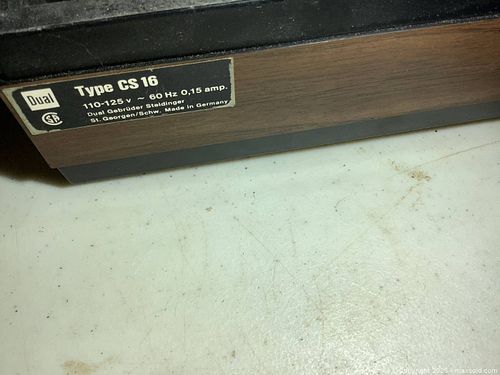 Dual
Type CS 16
110-125 v ~ 60 Hz 0,15 amp.
Dual Gebrüder Steidinger
St. Georgen/Schw. Made in Germany